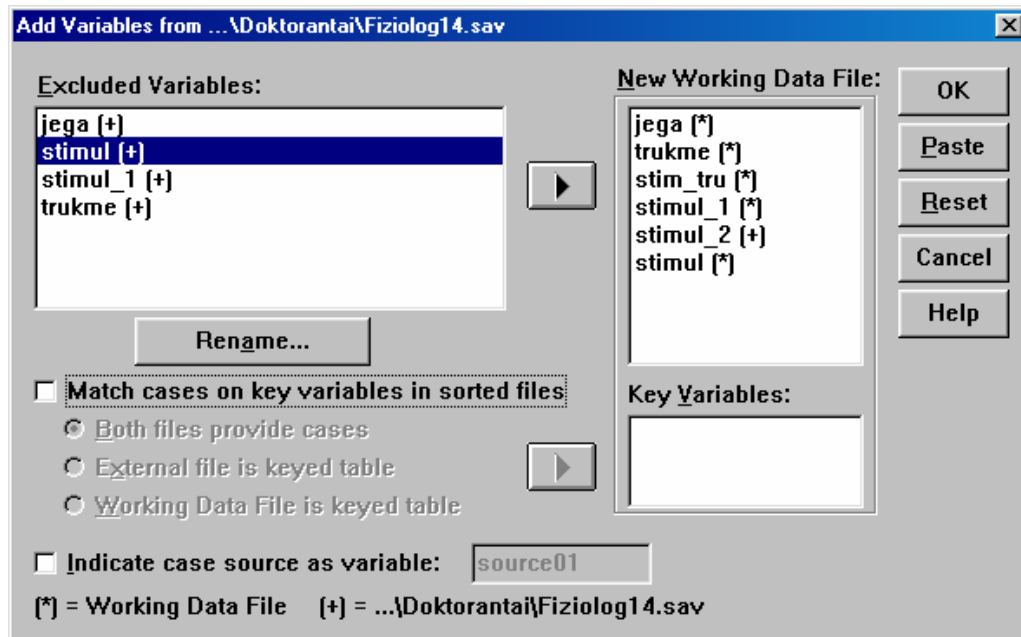 Add Variables from ...\Doktorantai\Fiziolog14.sav
Excluded Variables:
jega (+)
stimul (+)
stimul_1 (+)
trukme (+)
Rename...
Match cases on key variables in sorted files
Both files provide cases
External file is keyed table
Working Data File is keyed table
Indicate case source as variable: source01
(*) = Working Data File (+) = ...\Doktorantai\Fiziolog14.sav
New Working Data File:
jega (*)
trukme (*)
stim_tru (*)
stimul_1 (*)
stimul_2 (+)
stimul (*)
Key Variables:
OK
Paste
Reset
Cancel
Help